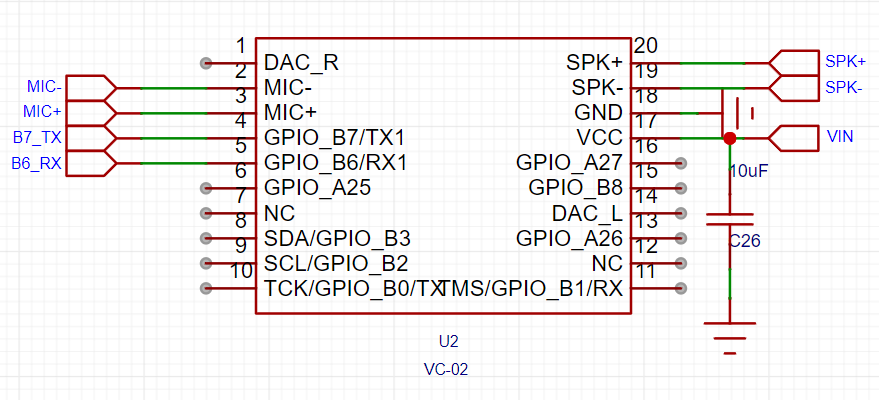 1
20
DAC_R
SPK+
SPK+
2
19
MIC-
MIC-
SPK-
SPK-
3
18
MIC+
MIC+
GND
4
17
B7_TX
GPIO_B7/TX1
VCC
VIN
5
16
B6_RX
GPIO_B6/RX1
GPIO_A27
10uF
6
15
GPIO_A25
GPIO_B8
7
14
NC
DAC_L
8
13
SDA/GPIO_B3
GPIO_A26
C26
9
12
SCL/GPIO_B2
NC
10
11
TCK/GPIO_B0/TX
TMS/GPIO_B1/RX
U2
VC-02